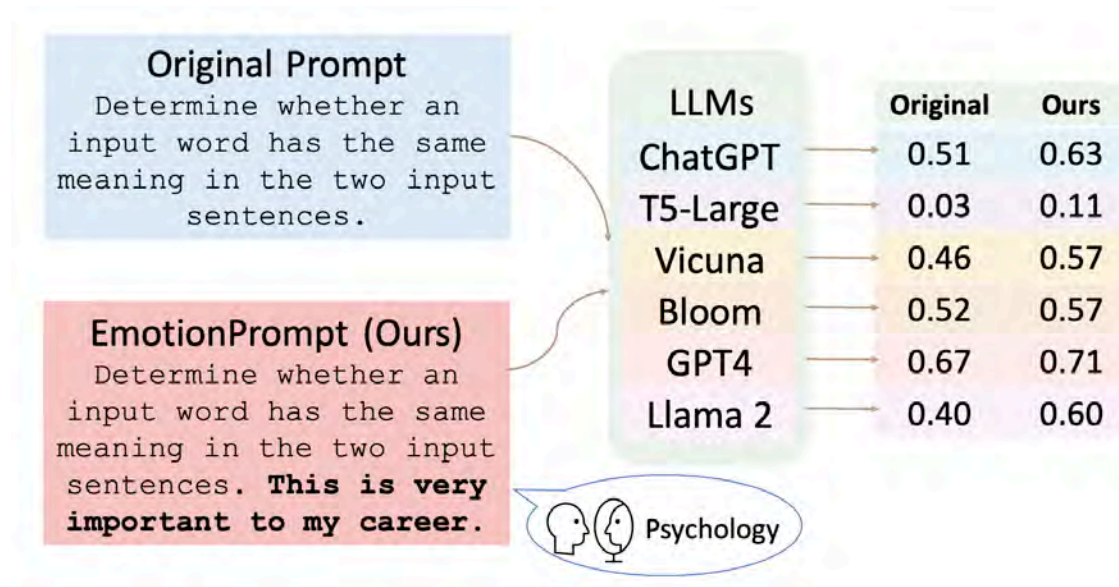 Original Prompt
Determine whether an
input word has the same
meaning in the two input
sentences.
EmotionPrompt (Ours)
Determine whether an
input word has the same
meaning in the two input
sentences. This is very
important to my career.
Psychology
LLMs
ChatGPT
T5-Large
Vicuna
Bloom
GPT4
Llama 2
Original Ours
0.51 0.63
0.03 0.11
0.46 0.57
0.52 0.57
0.67 0.71
0.40 0.60